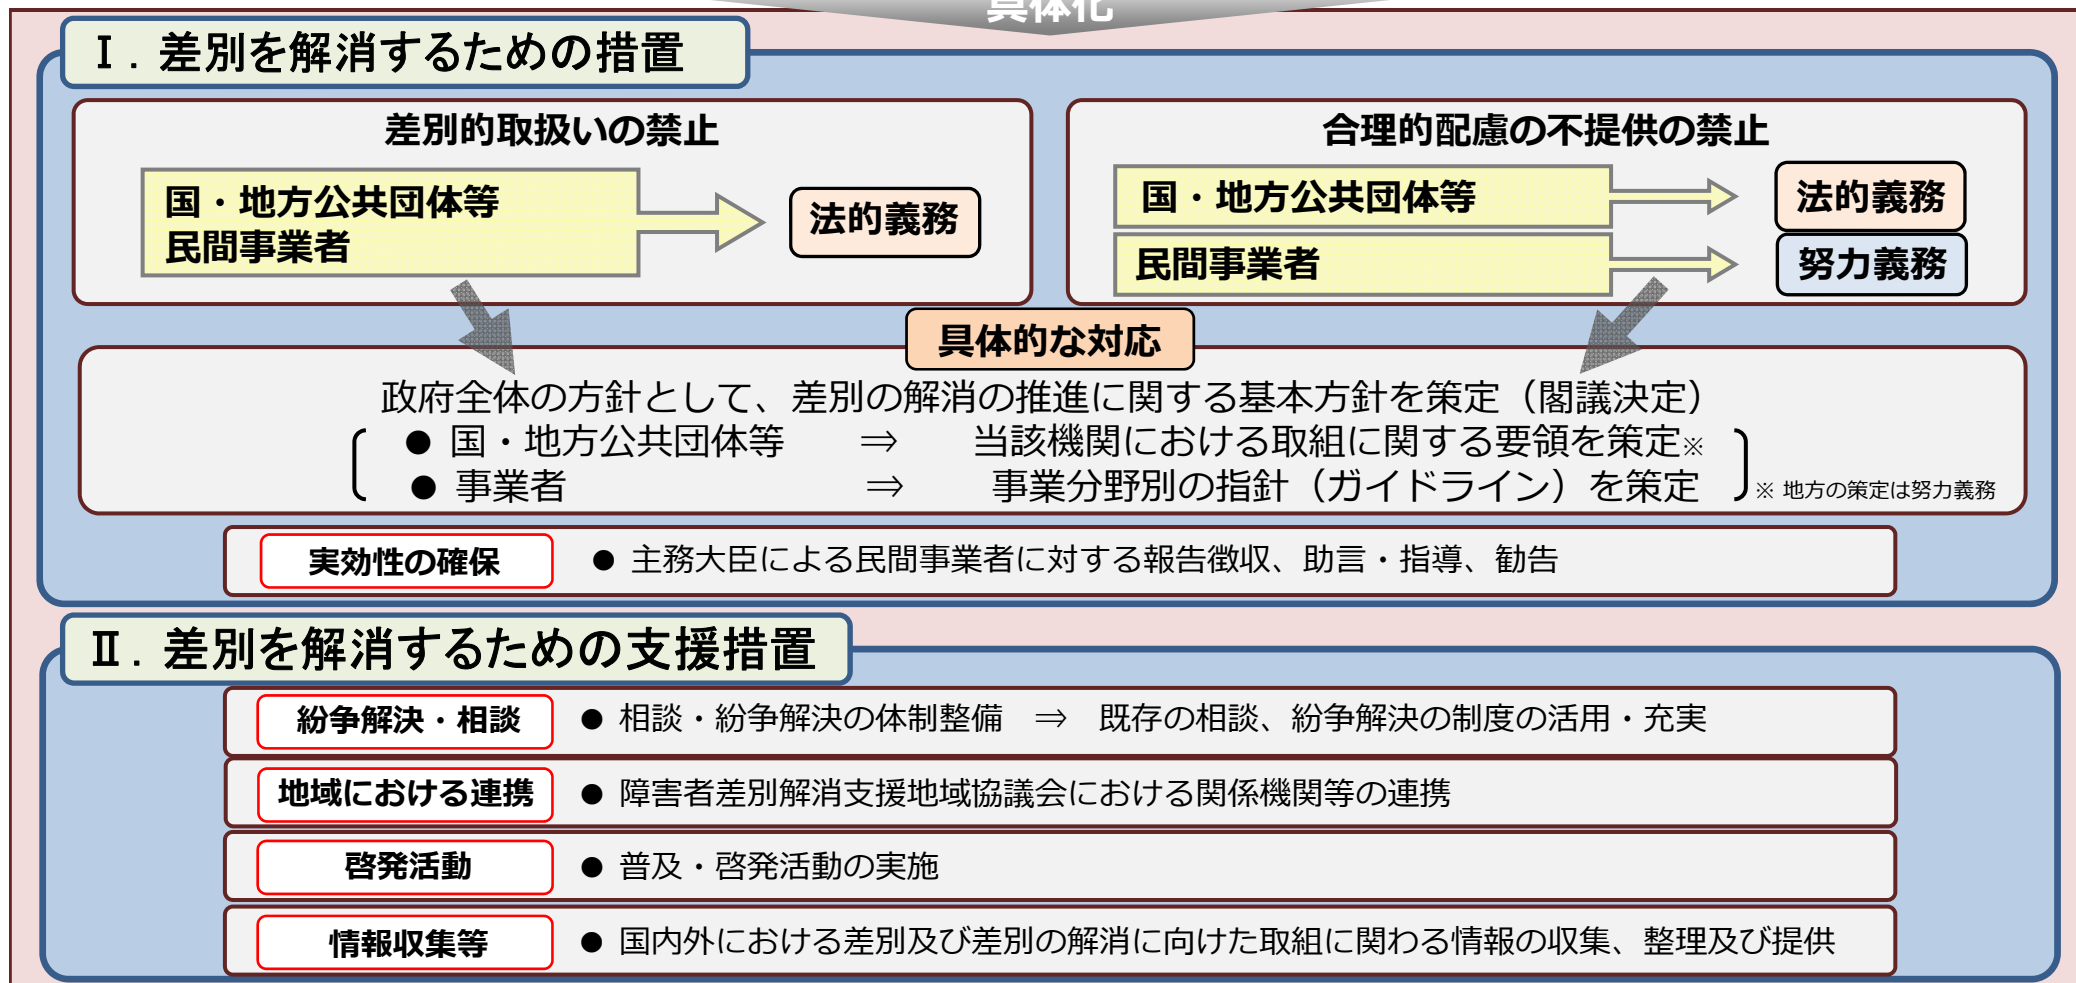 具体化
Ⅰ．差別を解消するための措置
差別的取扱いの禁止
国・地方公共団体等
民間事業者
法的義務
合理的配慮の不提供の禁止
国・地方公共団体等
法的義務
民間事業者
努力義務
具体的な対応
政府全体の方針として、差別の解消の推進に関する基本方針を策定（閣議決定）
● 国・地方公共団体等 ⇒ 当該機関における取組に関する要領を策定※
● 事業者 ⇒ 事業分野別の指針（ガイドライン）を策定
※ 地方の策定は努力義務
実効性の確保 ● 主務大臣による民間事業者に対する報告徴収、助言・指導、勧告
Ⅱ．差別を解消するための支援措置
紛争解決・相談 ● 相談・紛争解決の体制整備 ⇒ 既存の相談、紛争解決の制度の活用・充実
地域における連携 ● 障害者差別解消支援地域協議会における関係機関等の連携
啓発活動 ● 普及・啓発活動の実施
情報収集等 ● 国内外における差別及び差別の解消に向けた取組に関わる情報の収集、整理及び提供